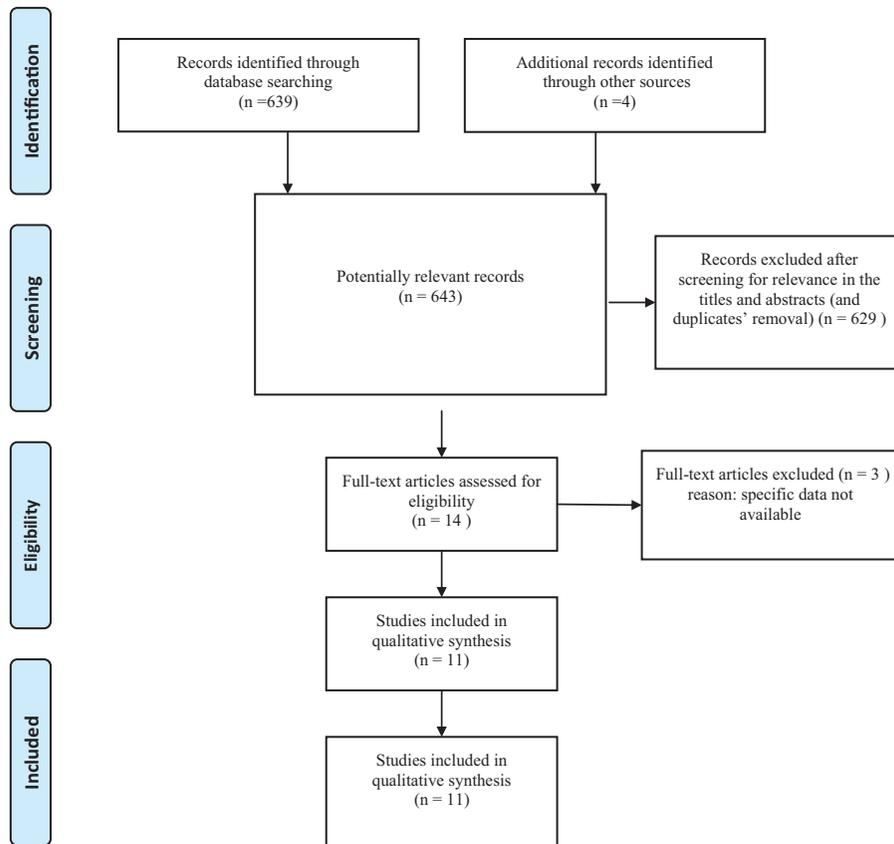 Identification
Records identified through
database searching
(n =639)
Additional records identified
through other sources
(n =4)
Screening
Potentially relevant records
(n = 643)
Records excluded after
screening for relevance in the
titles and abstracts (and
duplicates’ removal) (n = 629 )
Eligibility
Full-text articles assessed for
eligibility
(n = 14 )
Full-text articles excluded (n = 3 )
reason: specific data not
available
Studies included in
qualitative synthesis
(n = 11)
Included
Studies included in
qualitative synthesis
(n = 11)